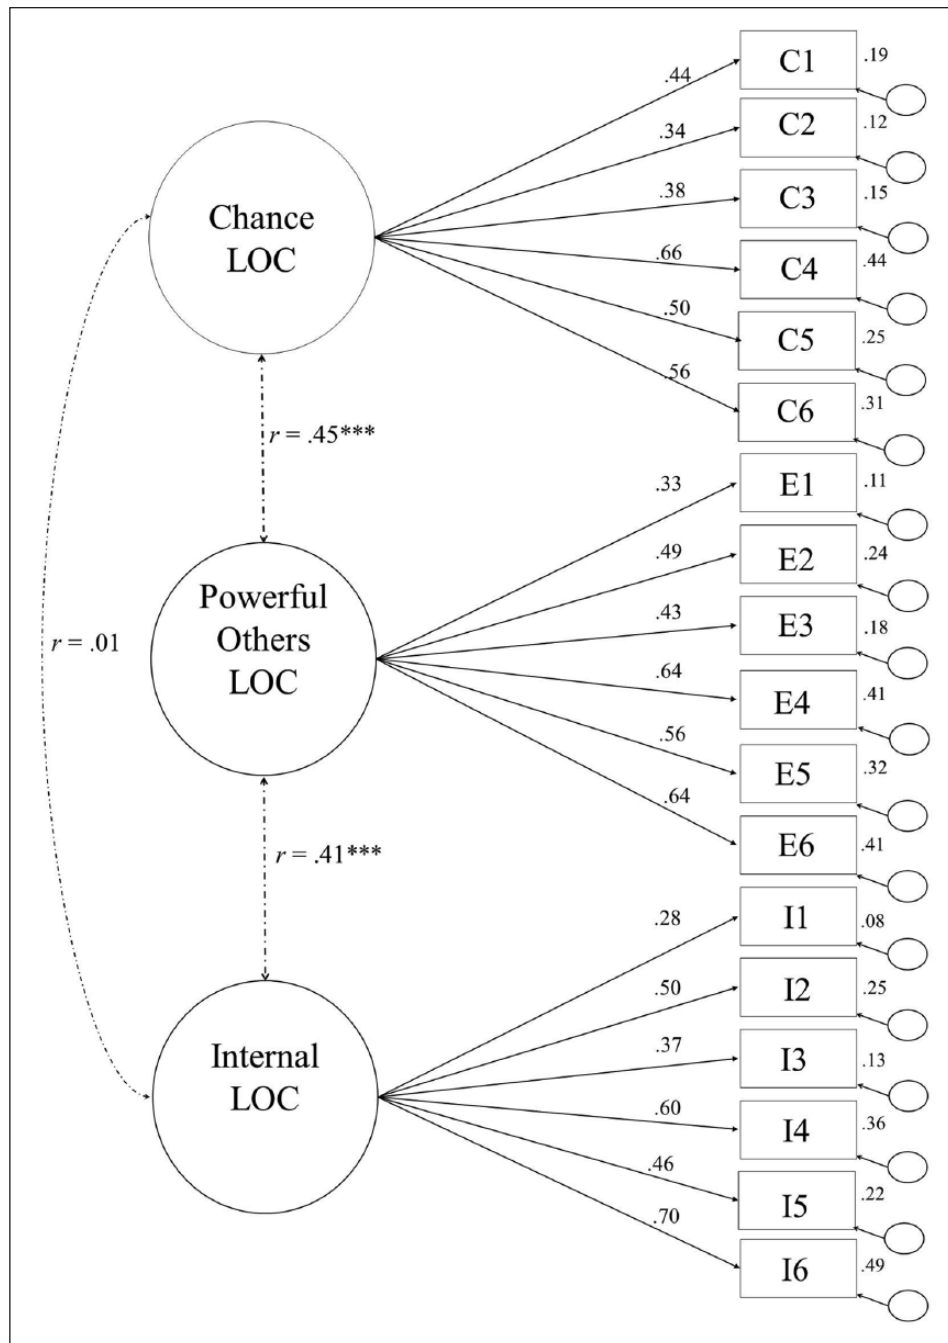 Chance
LOC
r = .45***
Powerful
Others
LOC
r = .01
r = .41***
Internal
LOC
.44
C1
.19
.34
C2
.12
.38
C3
.15
.66
C4
.44
.50
C5
.25
.56
C6
.31
.33
E1
.11
.49
E2
.24
.43
E3
.18
.64
E4
.41
.56
E5
.32
.64
E6
.41
.28
I1
.08
.50
I2
.25
.37
I3
.13
.60
I4
.36
.46
I5
.22
.70
I6
.49